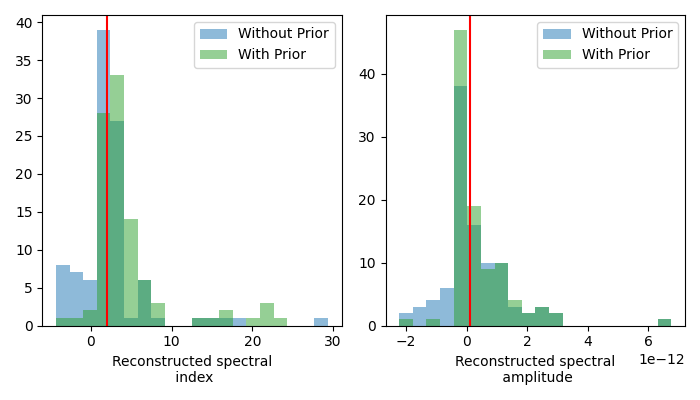 Without Prior
With Prior
40
35
30
25
20
15
10
5
0
0
10
20
30
Reconstructed spectral
index
Without Prior
With Prior
40
30
20
10
0
−2
0
2
4
6
1e−12
Reconstructed spectral
amplitude